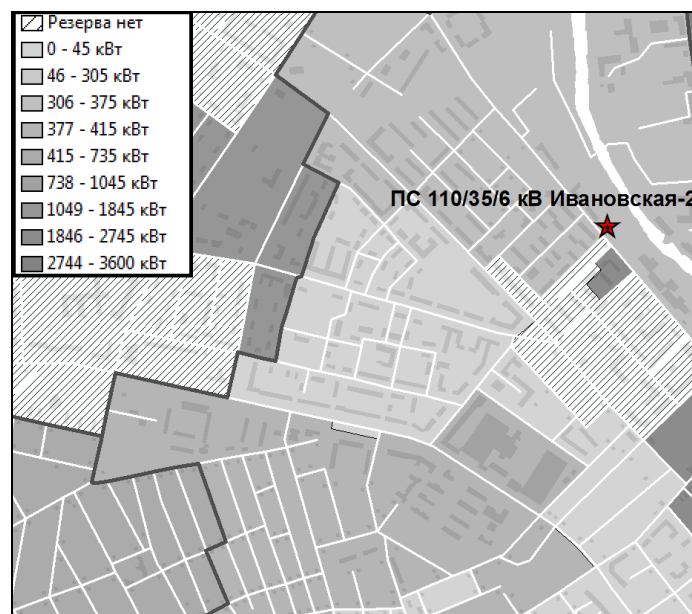 Резерва нет
0 - 45 кВт
46 - 305 кВт
306 - 375 кВт
377 - 415 кВт
415 - 735 кВт
738 - 1045 кВт
1049 - 1845 кВт
1846 - 2745 кВт
2744 - 3600 кВт
ПС 110/35/6 кВ Ивановская-2